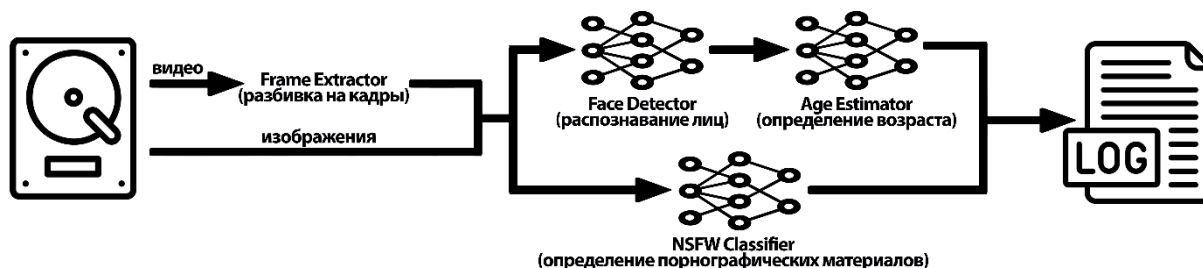 видео
Frame Extractor
(разбивка на кадры)
изображения
Face Detector
(распознавание лиц)
Age Estimator
(определение возраста)
NSFW Classifier
(определение порнографических материалов)
LOG